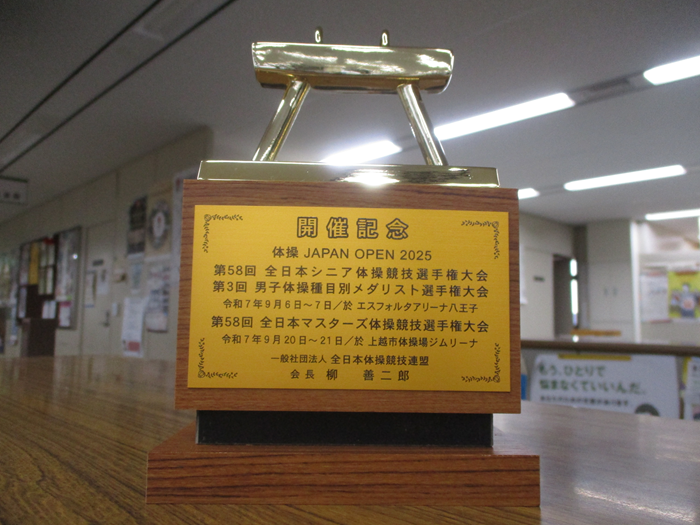 開催記念
体操 JAPAN OPEN 2025
第58回 全日本シニア体操競技選手権大会
第3回 男子体操種目別メダリスト選手権大会
令和7年9月6日~7日／於 エスフォルタアリーナ八王子
第58回 全日本マスターズ体操競技選手権大会
令和7年9月20日~21日／於 上越市体操場ジムリーナ
一般社団法人 全日本体操競技連盟
会長 柳 善二郎
もう、ひとりで
悩まなくていいんだ。